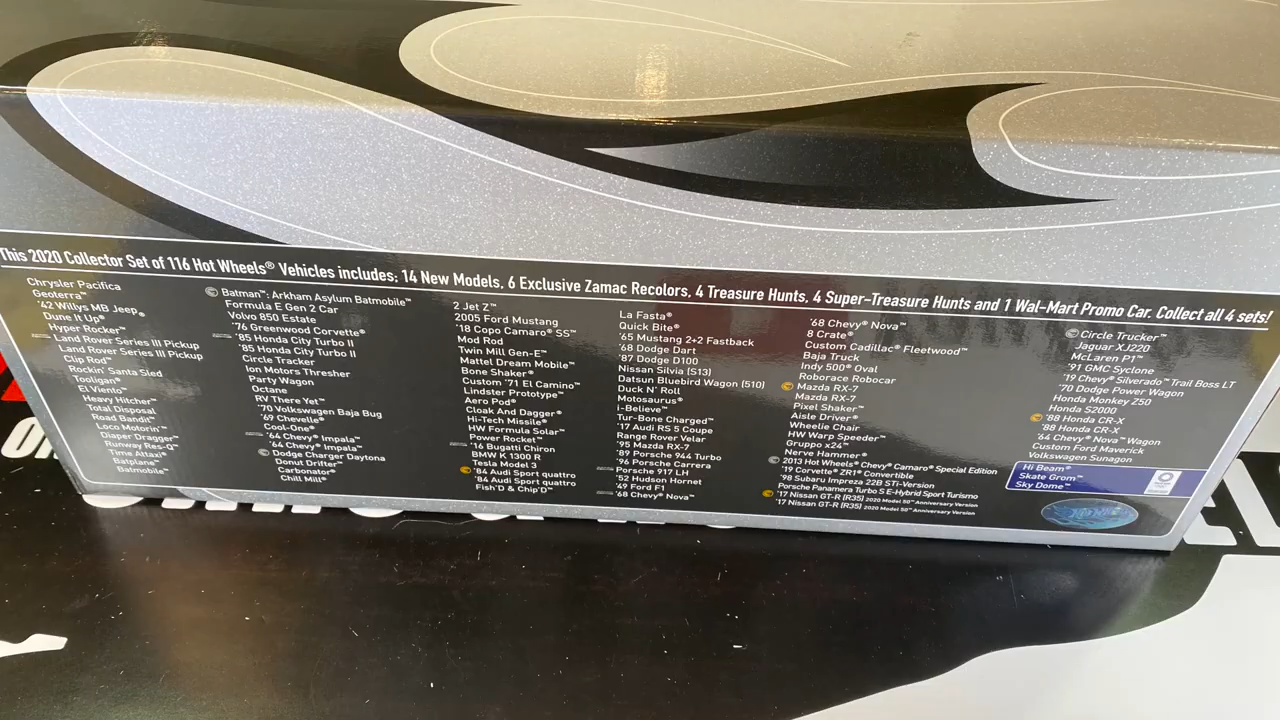 This 2020 Collector Set of 116 Hot Wheels® Vehicles includes: 14 New Models, 6 Exclusive Zamac Recolors, 4 Treasure Hunts, 4 Super-Treasure Hunts and 1 Wal-Mart Promo Car. Collect all 4 sets!
Chrysler Pacifica
Geoterra™
'42 Willys MB Jeep®
Dune It Up®
Hyper Rocker™
Land Rover Series III Pickup
Land Rover Series III Pickup
Clip Rod™
Rockin' Santa Sled
Tooligan®
El Viento™
Heavy Hitcher™
Total Disposal
Road Bandit™
Loco Motorin'™
Diaper Dragger™
Runway Res-Q™
Time Attaxi™
Batplane™
Batmobile™
Batman™: Arkham Asylum Batmobile™
Formula E Gen 2 Car
Volvo 850 Estate
'76 Greenwood Corvette®
'85 Honda City Turbo II
'85 Honda City Turbo II
Circle Tracker
Ion Motors Thresher
Party Wagon
Octane
RV There Yet™
'70 Volkswagen Baja Bug
'69 Chevelle®
Cool-One®
'64 Chevy® Impala™
'64 Chevy® Impala™
Dodge Charger Daytona
Donut Drifter™
Carbonator®
Chill Mill®
2 Jet Z™
2005 Ford Mustang
'18 Copo Camaro® SS™
Mod Rod
Twin Mill Gen-E™
Mattel Dream Mobile™
Bone Shaker®
Custom '71 El Camino™
Lindster Prototype™
Aero Pod®
Cloak And Dagger®
Hi-Tech Missile®
HW Formula Solar™
Power Rocket™
'16 Bugatti Chiron
BMW K 1300 R
Tesla Model 3
'84 Audi Sport quattro
'84 Audi Sport quattro
Fish'D & Chip'D™
La Fasta®
Quick Bite®
'65 Mustang 2+2 Fastback
'68 Dodge Dart
'87 Dodge D100
Nissan Silvia (S13)
Datsun Bluebird Wagon (510)
Duck N' Roll
Motosaurus®
i-Believe™
Tur-Bone Charged™
'17 Audi RS 5 Coupe
Range Rover Velar
'95 Mazda RX-7
'89 Porsche 944 Turbo
'96 Porsche Carrera
Porsche 917 LH
'52 Hudson Hornet
'49 Ford F1
'68 Chevy® Nova™
'68 Chevy® Nova™
8 Crate®
Custom Cadillac® Fleetwood™
Baja Truck
Indy 500® Oval
Roborace Robocar
Mazda RX-7
Mazda RX-7
Pixel Shaker™
Aisle Driver®
Wheelie Chair
HW Warp Speeder™
Gruppo x24™
Nerve Hammer®
2013 Hot Wheels® Chevy® Camaro® Special Edition
'19 Corvette® ZR1® Convertible
'98 Subaru Impreza 22B STI-Version
Porsche Panamera Turbo S E-Hybrid Sport Turismo
'17 Nissan GT-R (R35) 2020 Model 50™ Anniversary Version
'17 Nissan GT-R (R35) 2020 Model 50™ Anniversary Version
Circle Trucker™
Jaguar XJ220
McLaren P1™
'91 GMC Syclone
'19 Chevy® Silverado™ Trail Boss LT
'70 Dodge Power Wagon
Honda Monkey Z50
Honda S2000
'88 Honda CR-X
'88 Honda CR-X
'64 Chevy® Nova™ Wagon
Custom Ford Maverick
Volkswagen Sunagon
Hi Beam®
Skate Grom™
Sky Dome™